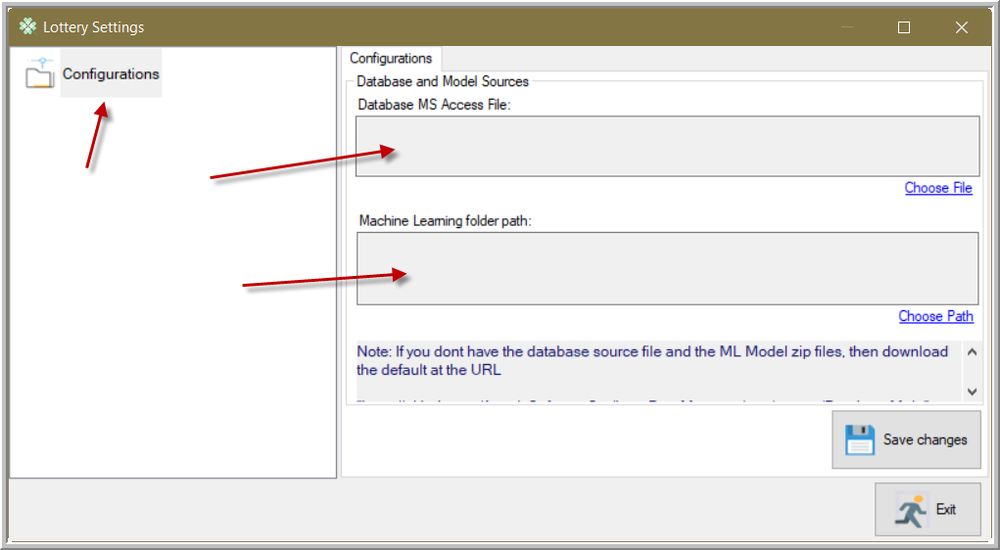 Lottery Settings
Configurations
Configurations
Database and Model Sources
Database MS Access File:
Choose File
Machine Learning folder path:
Choose Path
Note: If you dont have the database source file and the ML Model zip files, then download
the default at the URL
Save changes
Exit